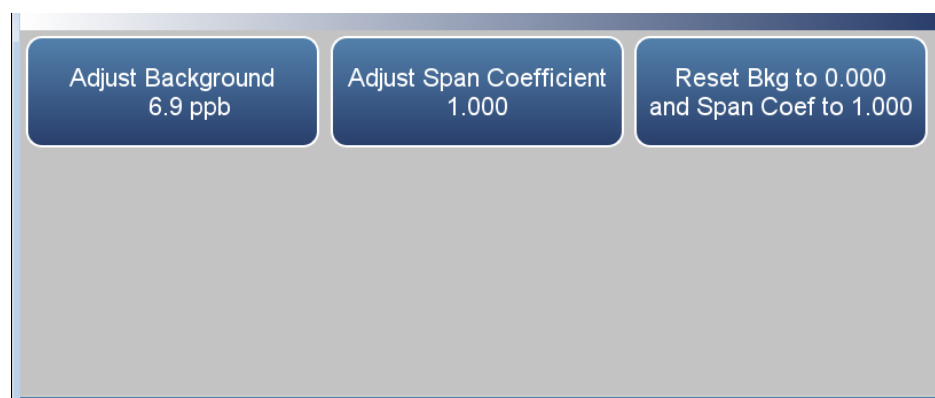 Adjust Background
6.9 ppb
Adjust Span Coefficient
1.000
Reset Bkg to 0.000
and Span Coef to 1.000